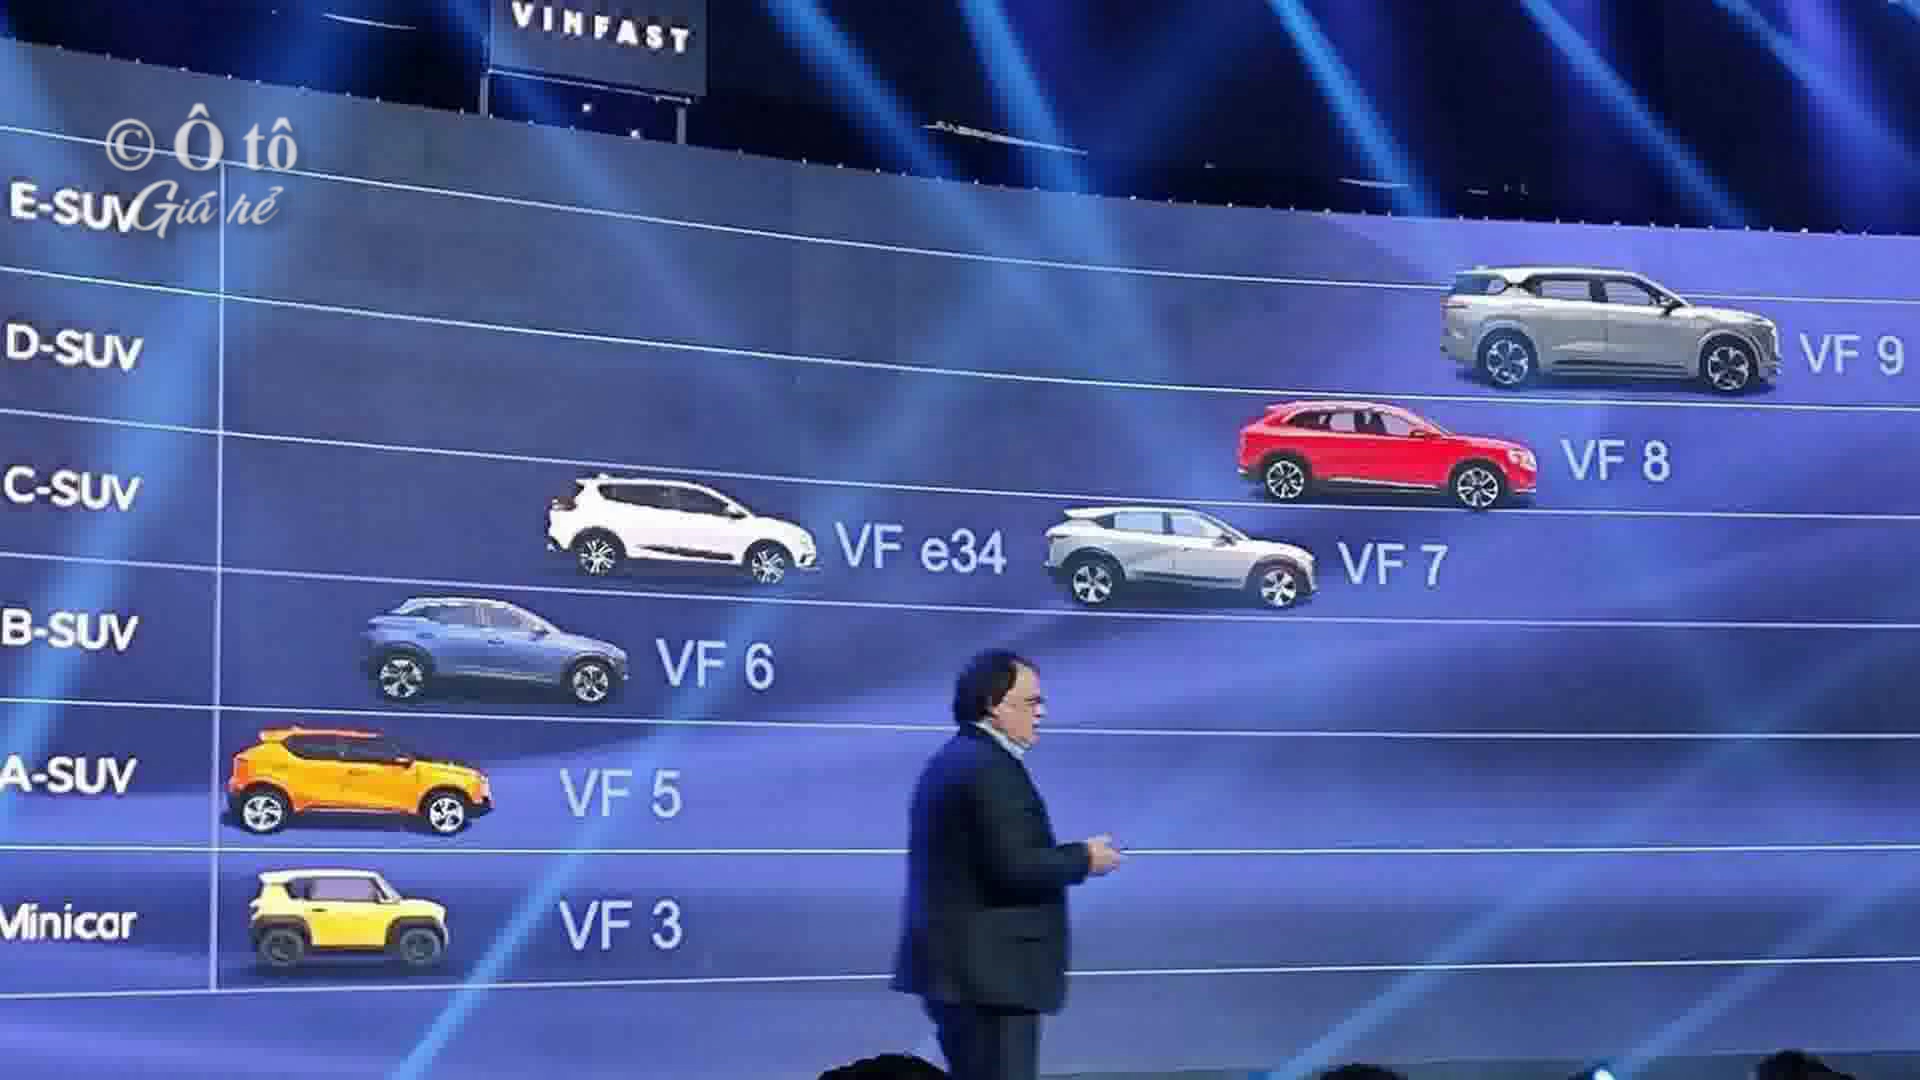 VINFAST
© Ô tô
Giá rẻ
E-SUV
VF 9
D-SUV
VF 8
C-SUV
VF e34
VF 7
B-SUV
VF 6
A-SUV
VF 5
Minicar
VF 3